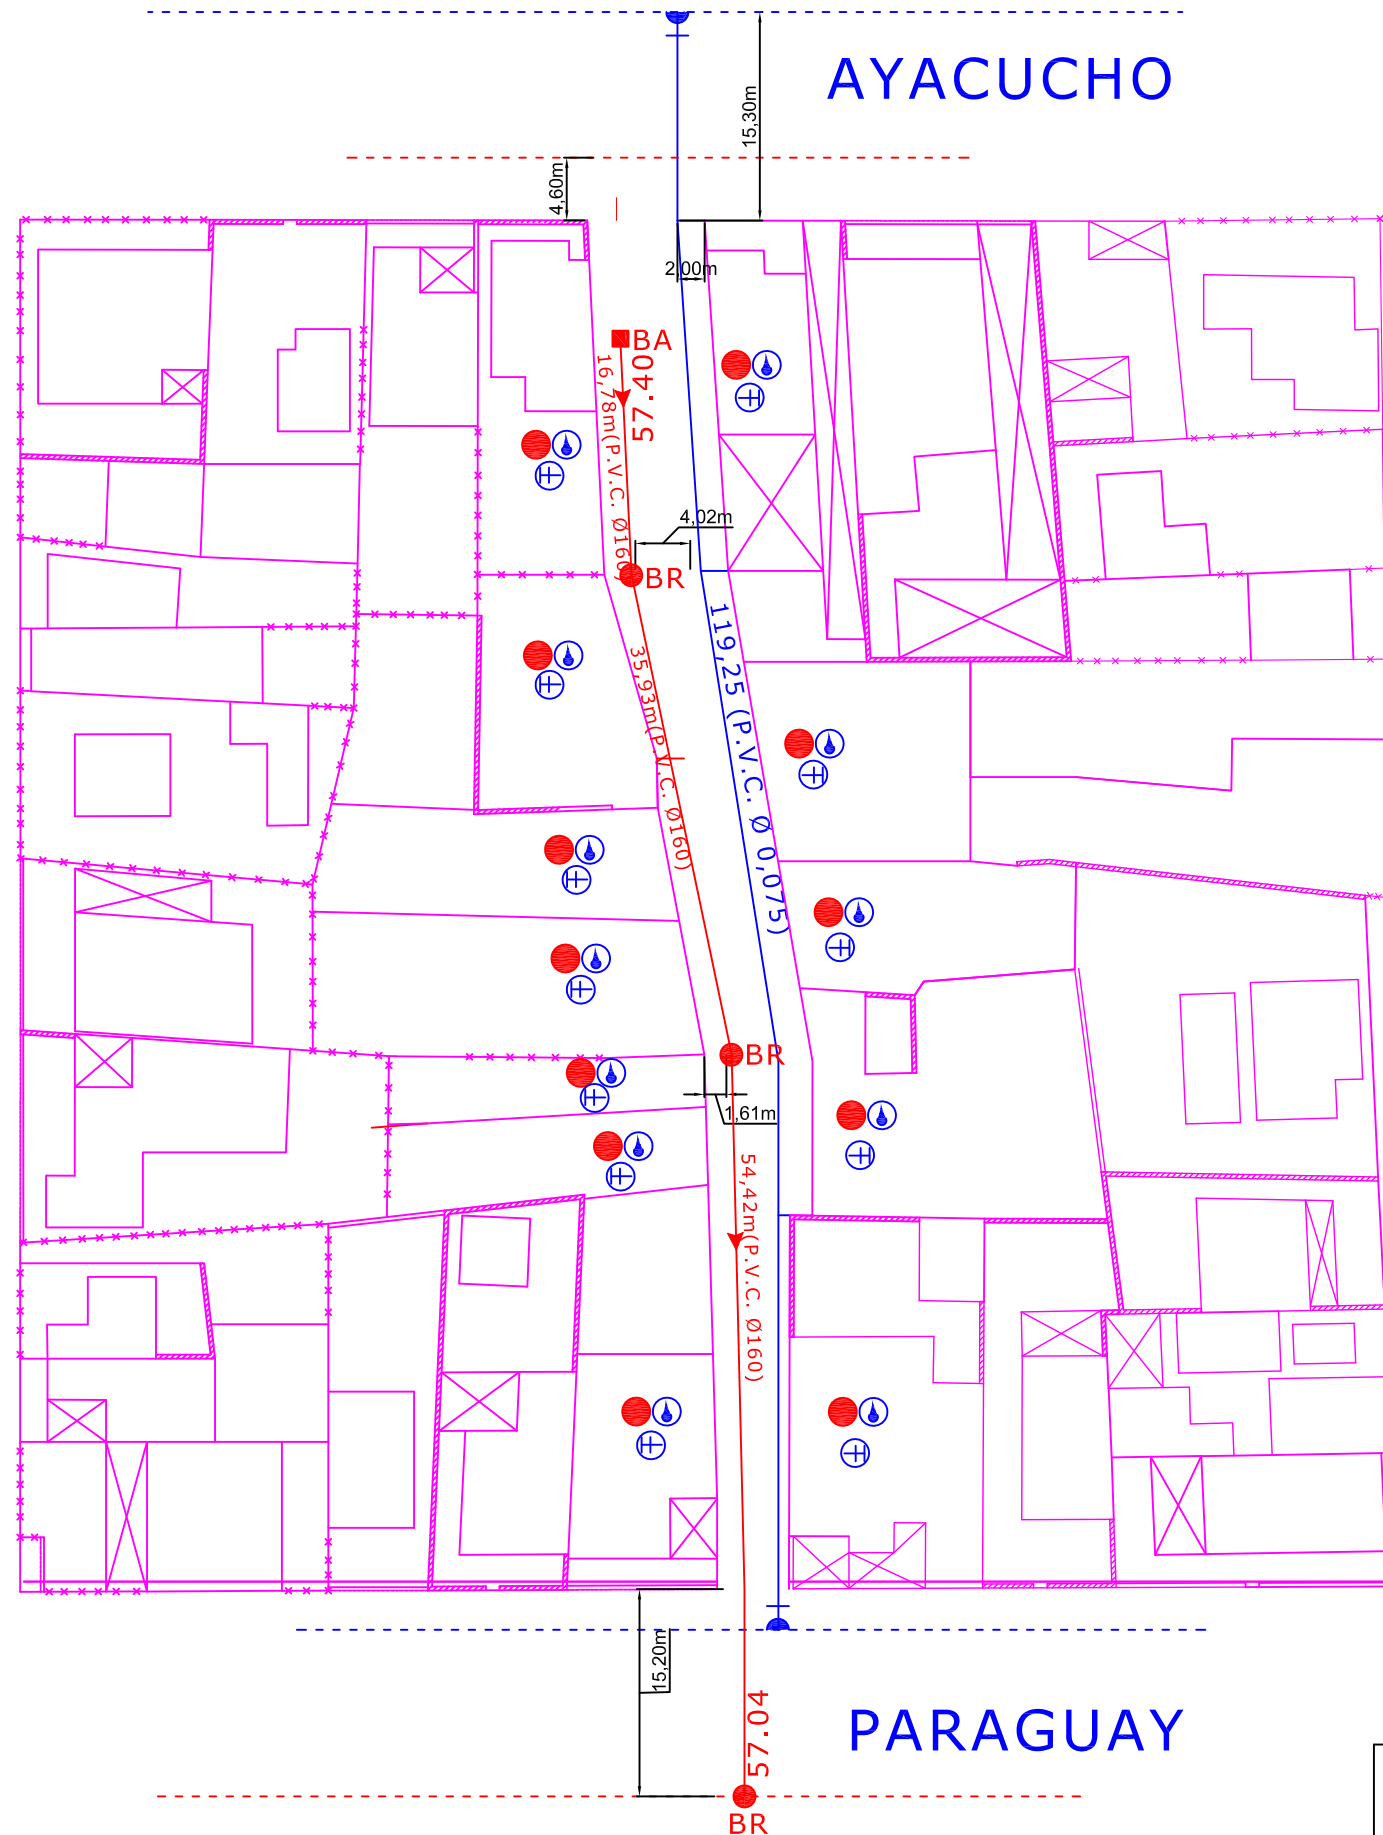 AYACUCHO
15,30m
4,60m
2,00m
BA
57.40
16,78m(P.V.C. Ø160)
4,02m
BR
119,25 (P.V.C. Ø 0,075)
35,93m(P.V.C. Ø160)
BR
1,61m
54,42m(P.V.C. Ø160)
15,20m
57.04
PARAGUAY
BR